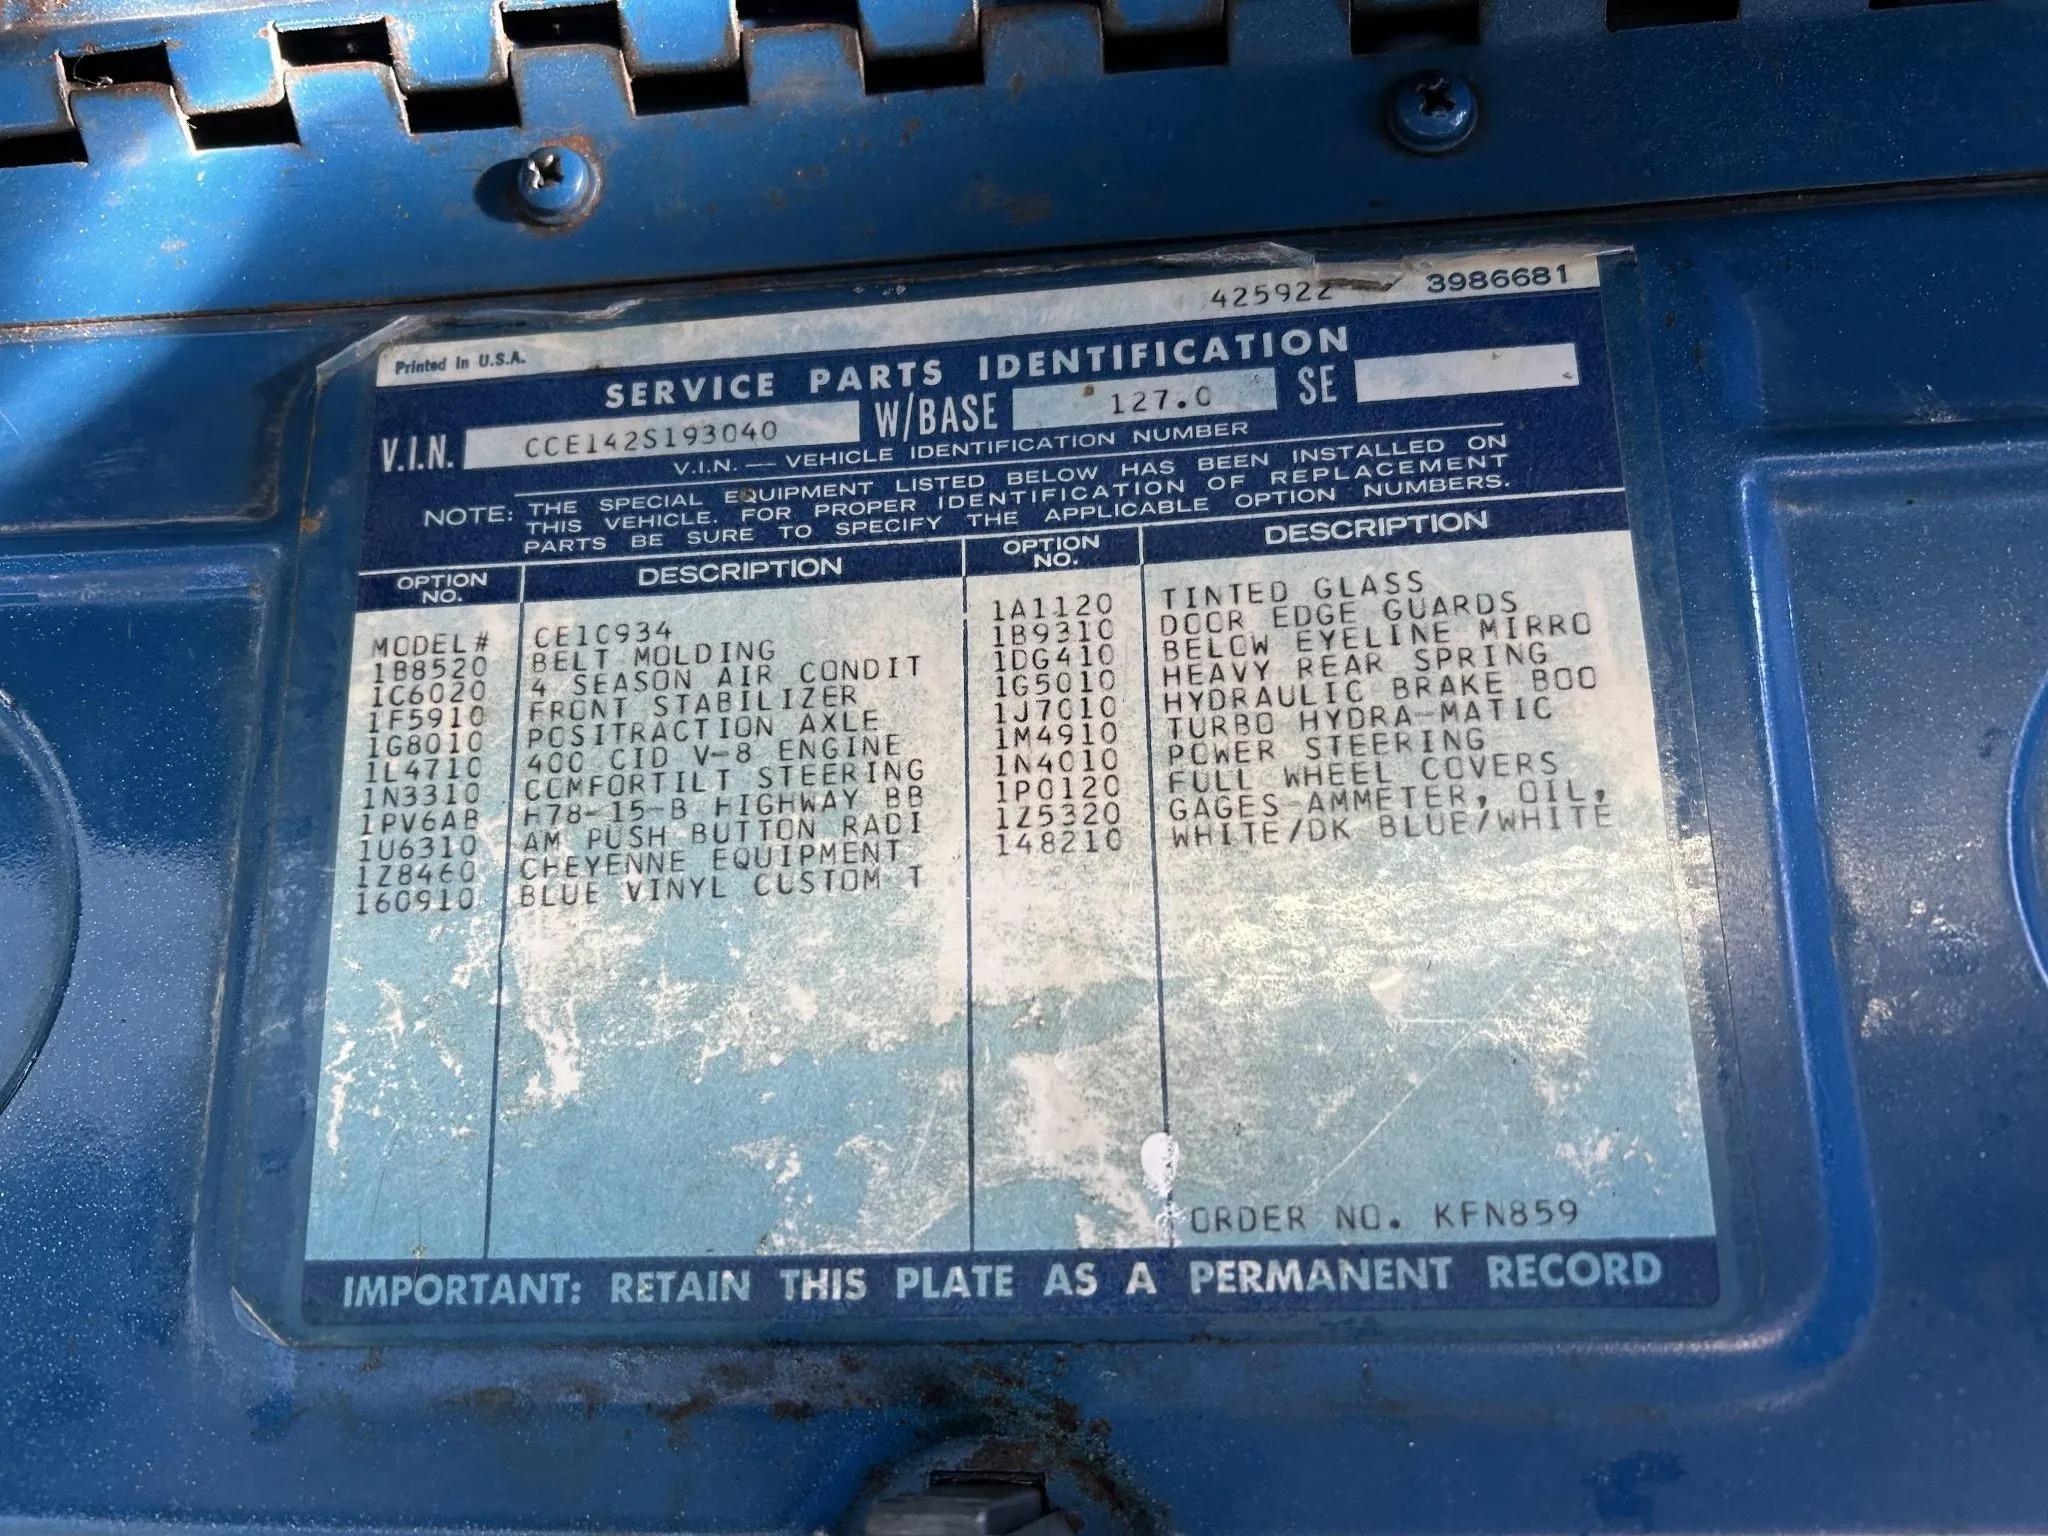 425922 3986681
Printed in U.S.A.
SERVICE PARTS IDENTIFICATION
V.I.N. CCE142S193040 W/BASE 127.0 SE
V.I.N. — VEHICLE IDENTIFICATION NUMBER
NOTE: THE SPECIAL EQUIPMENT LISTED BELOW HAS BEEN INSTALLED ON
THIS VEHICLE. FOR PROPER IDENTIFICATION OF REPLACEMENT
PARTS BE SURE TO SPECIFY THE APPLICABLE OPTION NUMBERS.
OPTION NO. DESCRIPTION OPTION NO. DESCRIPTION
MODEL# CE10934
1B8520 BELT MOLDING
1C6020 4 SEASON AIR CONDIT
1F5910 FRONT STABILIZER
1G8010 POSITRACTION AXLE
1L4710 400 CID V-8 ENGINE
1N3310 COMFORTILT STEERING
1PV6AB H78-15-B HIGHWAY BB
1U6310 AM PUSH BUTTON RADI
1Z8460 CHEYENNE EQUIPMENT
160910 BLUE VINYL CUSTOM T
1A1120 TINTED GLASS
1B9310 DOOR EDGE GUARDS
1DG410 BELOW EYELINE MIRRO
1G5010 HEAVY REAR SPRING
1J7010 HYDRAULIC BRAKE BOO
1M4910 TURBO HYDRA-MATIC
1N4010 POWER STEERING
1P0120 FULL WHEEL COVERS
1Z5320 GAGES-AMMETER, OIL,
148210 WHITE/DK BLUE/WHITE
ORDER NO. KFN859
IMPORTANT: RETAIN THIS PLATE AS A PERMANENT RECORD